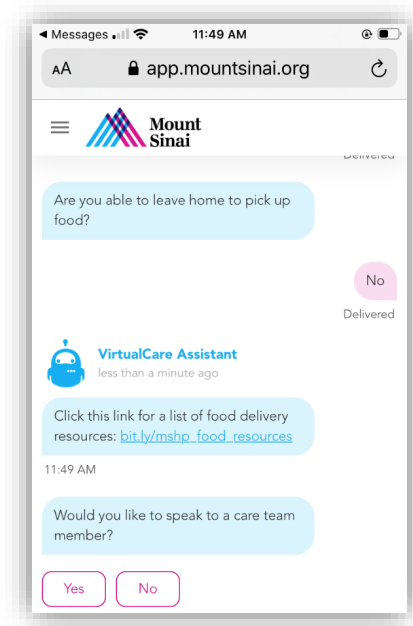 Messages
11:49 AM
AA
app.mountsinai.org
Mount
Sinai
Delivered
Are you able to leave home to pick up
food?
No
Delivered
VirtualCare Assistant
less than a minute ago
Click this link for a list of food delivery
resources: bit.ly/mshp_food_resources
11:49 AM
Would you like to speak to a care team
member?
Yes No